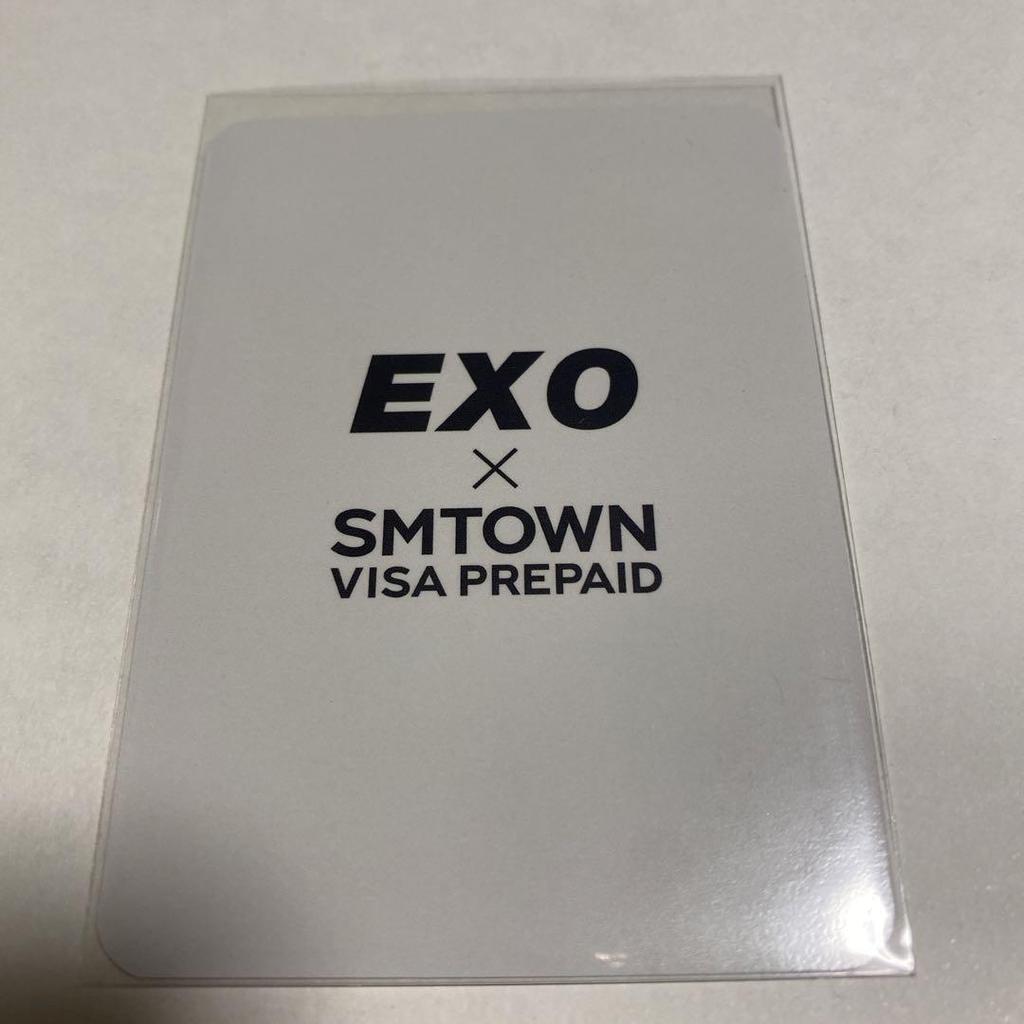 EXO
×
SMTOWN
VISA PREPAID